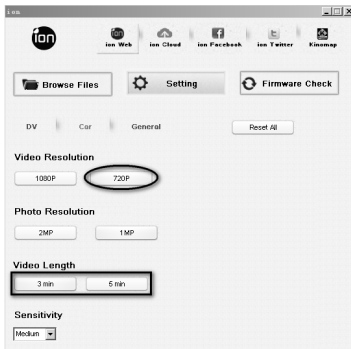 ion
ion
ion Web ion Cloud ion Facebook ion Twitter Kinomap
Browse Files Setting Firmware Check
DV Car General Reset All
Video Resolution
1080P 720P
Photo Resolution
2MP 1MP
Video Length
3 min 5 min
Sensitivity
Medium